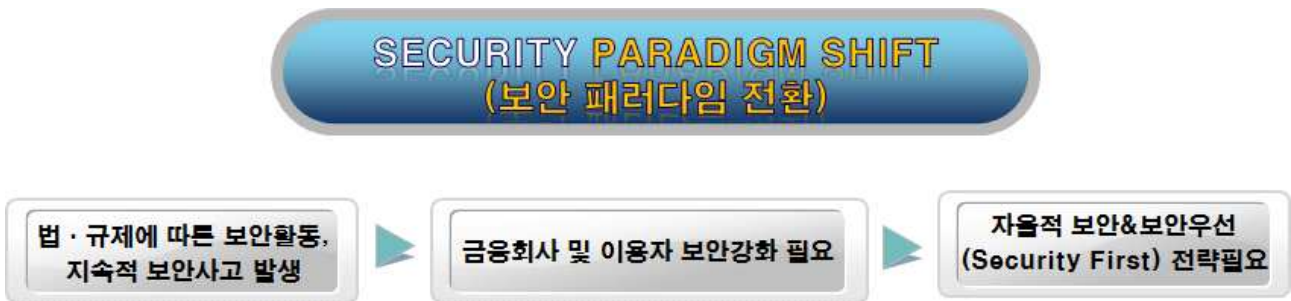 SECURITY PARADIGM SHIFT
(보안 패러다임 전환)
법 · 규제에 따른 보안활동,
지속적 보안사고 발생
금융회사 및 이용자 보안강화 필요
자율적 보안&보안우선
(Security First) 전략필요